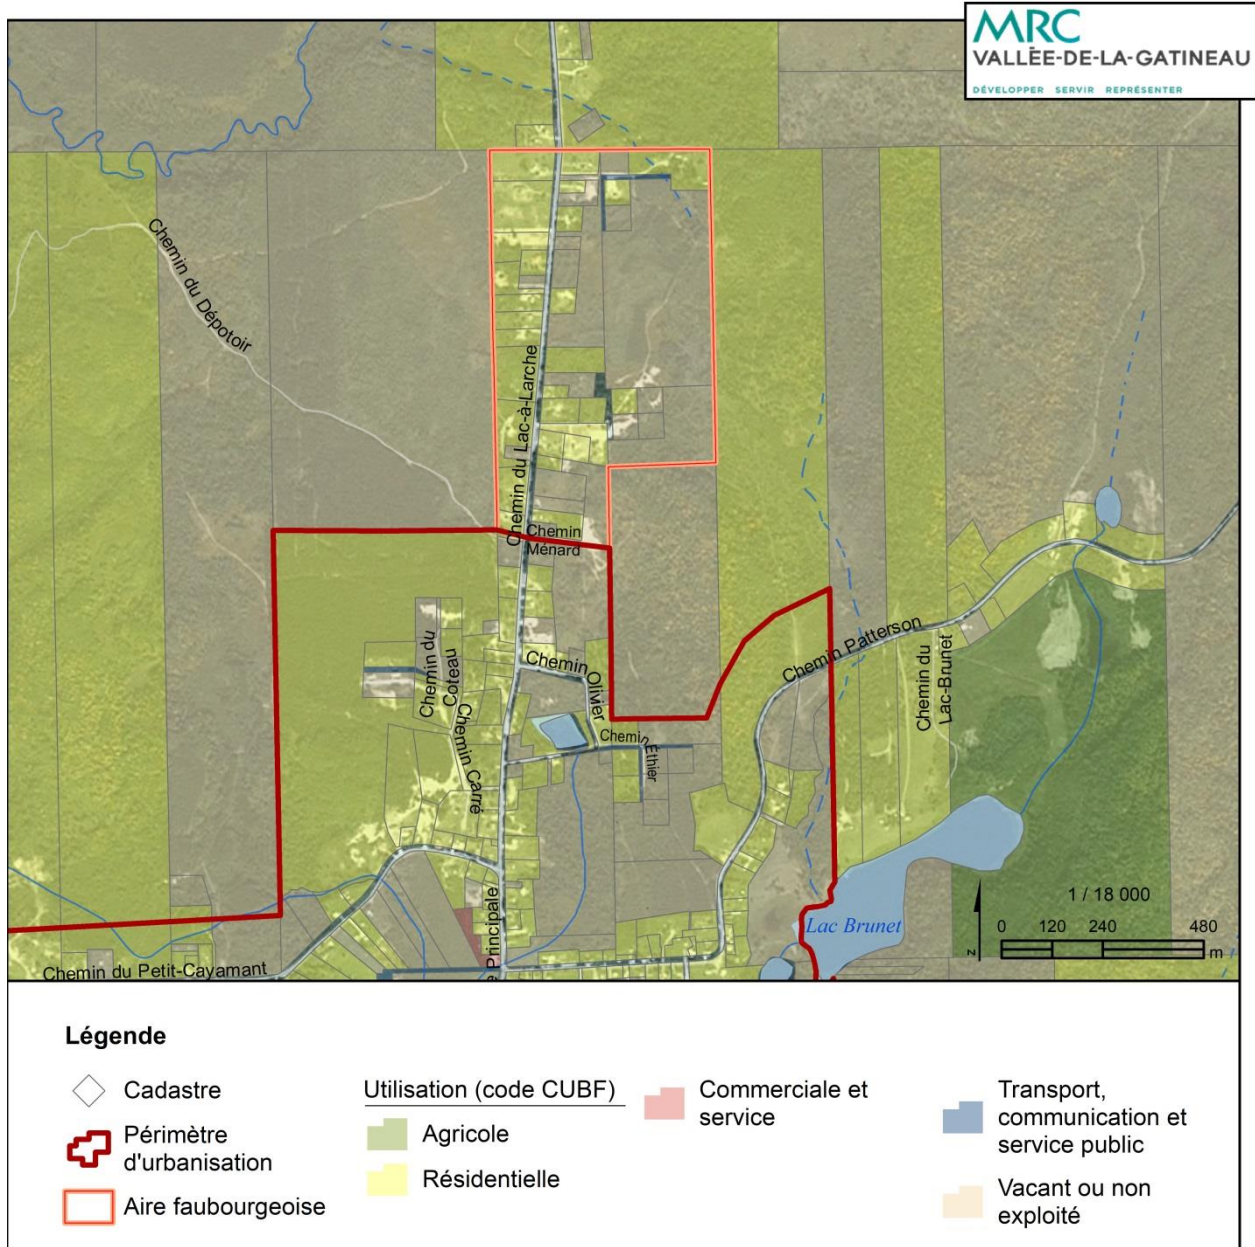 MRC
VALLÉE-DE-LA-GATINEAU
DÉVELOPPER SERVIR REPRÉSENTER
Chemin du Dépotoir
Chemin du Lac-à-Larche
Chemin
Ménard
Chemin du
Coteau
Chemin Olivier
Chemin Patterson
Chemin du
Lac-Brunet
Chemin Carré
Chemin Éthier
e Principale
Chemin du Petit-Cayamant
Lac Brunet
1 / 18 000
0 120 240 480
m
z
Légende
Cadastre
Périmètre
d'urbanisation
Aire faubourgeoise
Utilisation (code CUBF)
Agricole
Résidentielle
Commerciale et
service
Transport,
communication et
service public
Vacant ou non
exploité